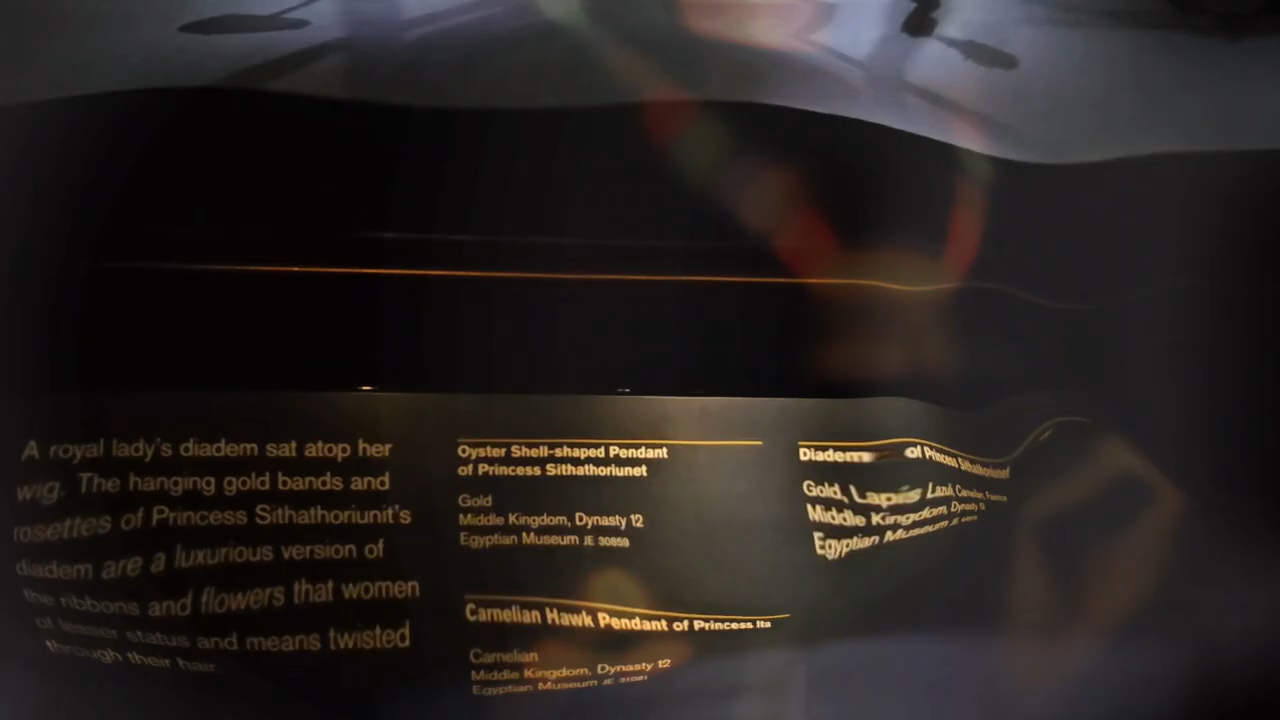 A royal lady's diadem sat atop her
wig. The hanging gold bands and
rosettes of Princess Sithathoriunit's
diadem are a luxurious version of
the ribbons and flowers that women
of lesser status and means twisted
through their hair.
Oyster Shell-shaped Pendant
of Princess Sithathoriunet
Gold
Middle Kingdom, Dynasty 12
Egyptian Museum JE 30859
Carnelian Hawk Pendant of Princess Ita
Carnelian
Middle Kingdom, Dynasty 12
Egyptian Museum JE
Diadem of Princess Sithathoriunet
Gold, Lapis Lazuli, Carnelian,
Middle Kingdom, Dynasty
Egyptian Museum JE